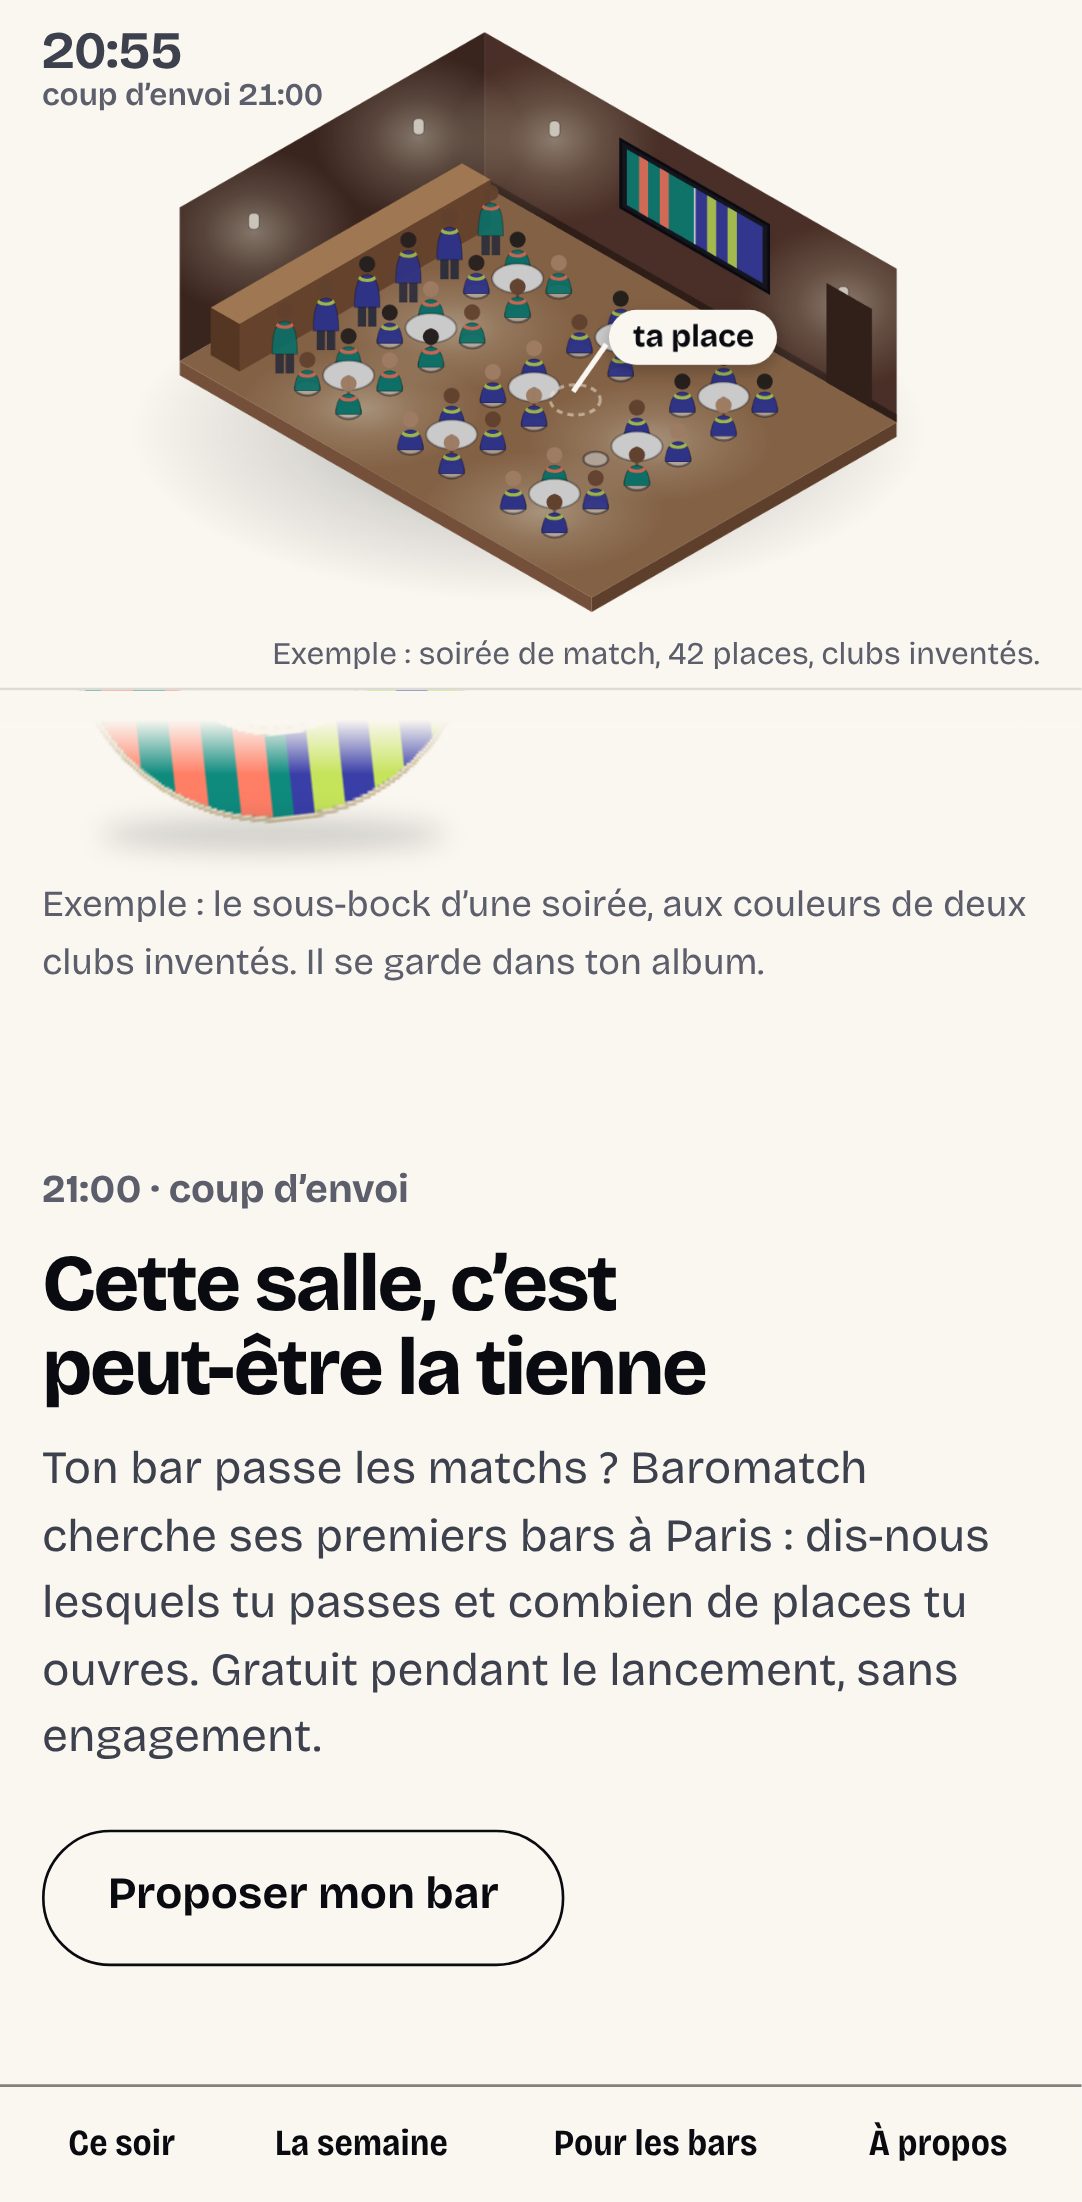 20:55
coup d’envoi 21:00
ta place
Exemple : soirée de match, 42 places, clubs inventés.
Exemple : le sous-bock d’une soirée, aux couleurs de deux
clubs inventés. Il se garde dans ton album.
21:00 · coup d’envoi
Cette salle, c’est
peut-être la tienne
Ton bar passe les matchs ? Baromatch
cherche ses premiers bars à Paris : dis-nous
lesquels tu passes et combien de places tu
ouvres. Gratuit pendant le lancement, sans
engagement.
Proposer mon bar
Ce soir La semaine Pour les bars À propos